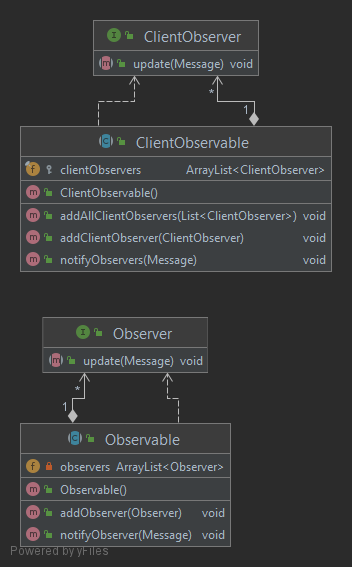 ClientObserver
update(Message) void
*
1
ClientObservable
clientObservers ArrayList<ClientObserver>
ClientObservable()
addAllClientObservers(List<ClientObserver>) void
addClientObserver(ClientObserver) void
notifyObservers(Message) void
Observer
update(Message) void
*
1
Observable
observers ArrayList<Observer>
Observable()
addObserver(Observer) void
notifyObserver(Message) void
Powered by yFiles